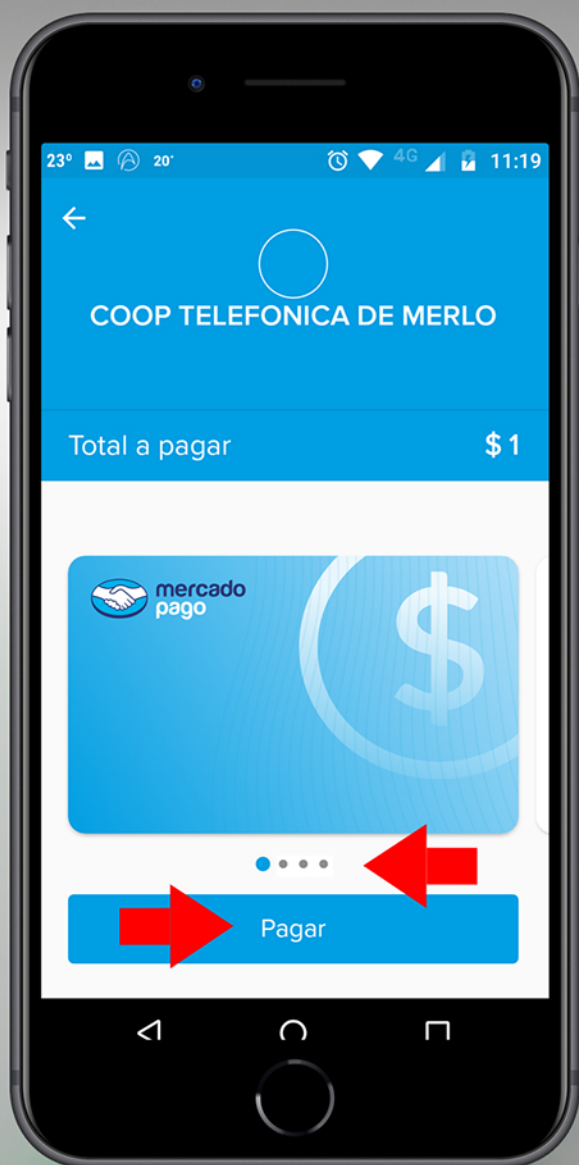 23° 20° 4G 11:19
COOP TELEFONICA DE MERLO
Total a pagar $ 1
mercado
pago
Pagar